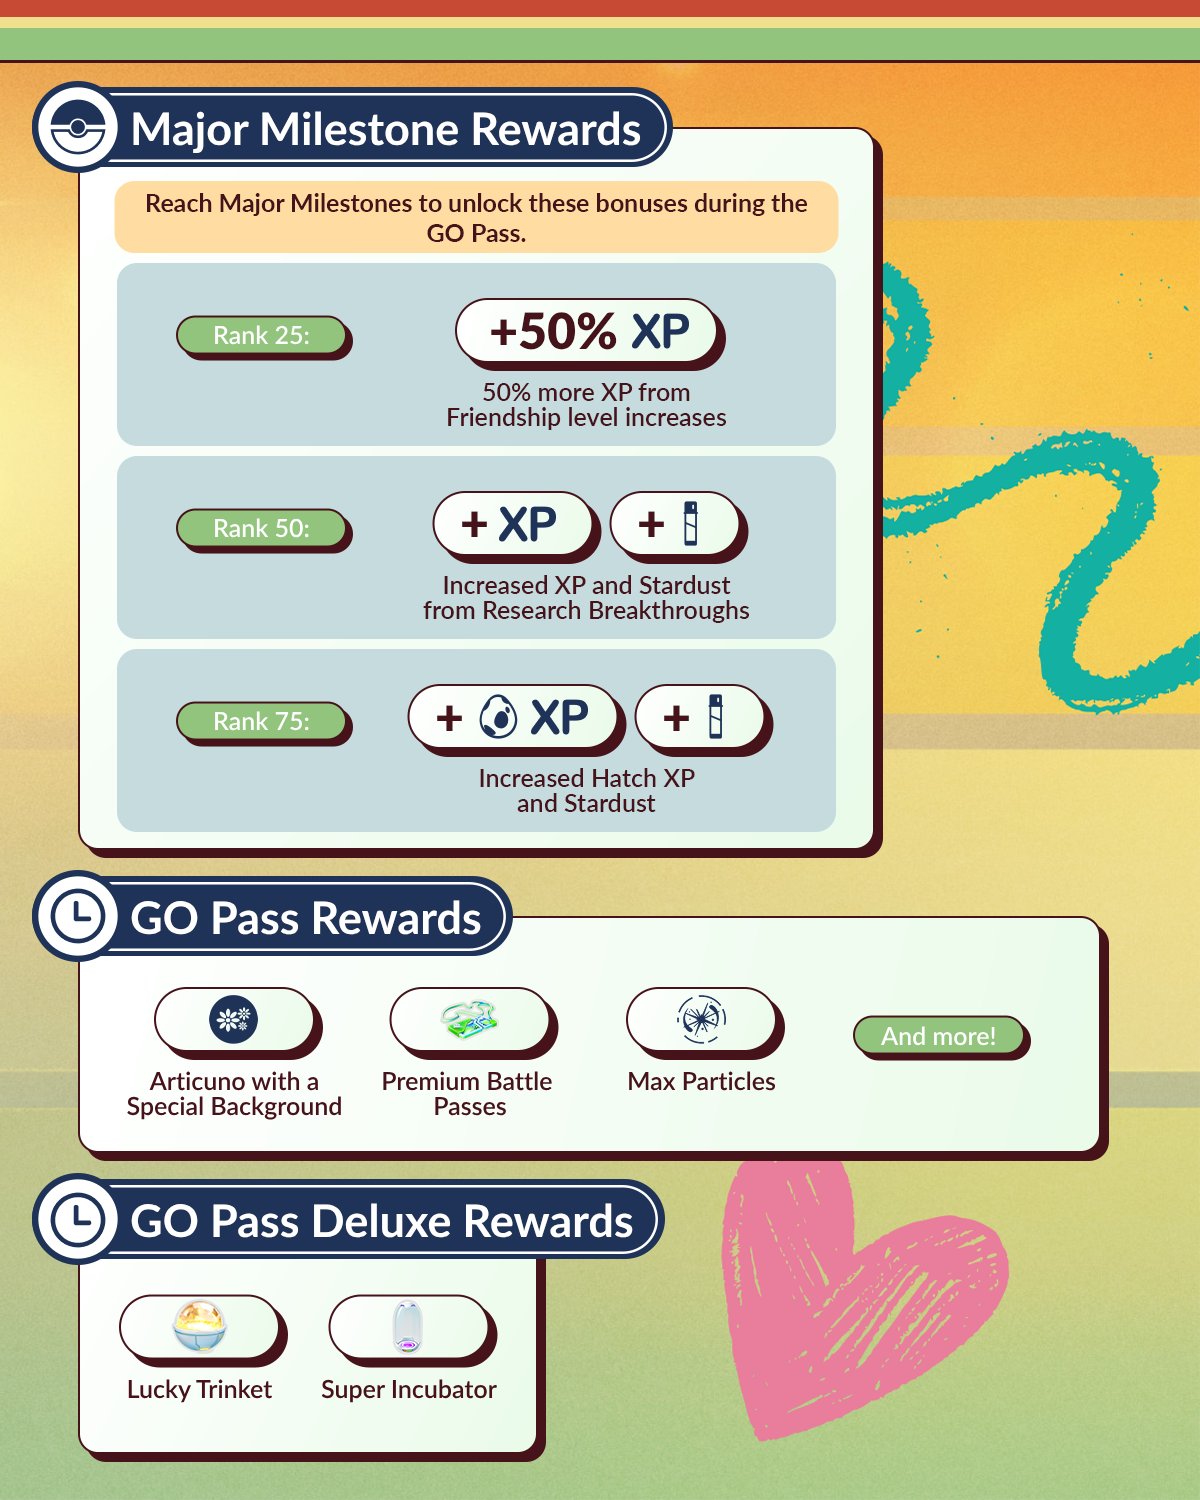 Major Milestone Rewards
Reach Major Milestones to unlock these bonuses during the
GO Pass.
Rank 25:
+50% XP
50% more XP from
Friendship level increases
Rank 50:
+ XP
+
Increased XP and Stardust
from Research Breakthroughs
Rank 75:
+ XP
+
Increased Hatch XP
and Stardust
GO Pass Rewards
Articuno with a
Special Background
Premium Battle
Passes
Max Particles
And more!
GO Pass Deluxe Rewards
Lucky Trinket
Super Incubator